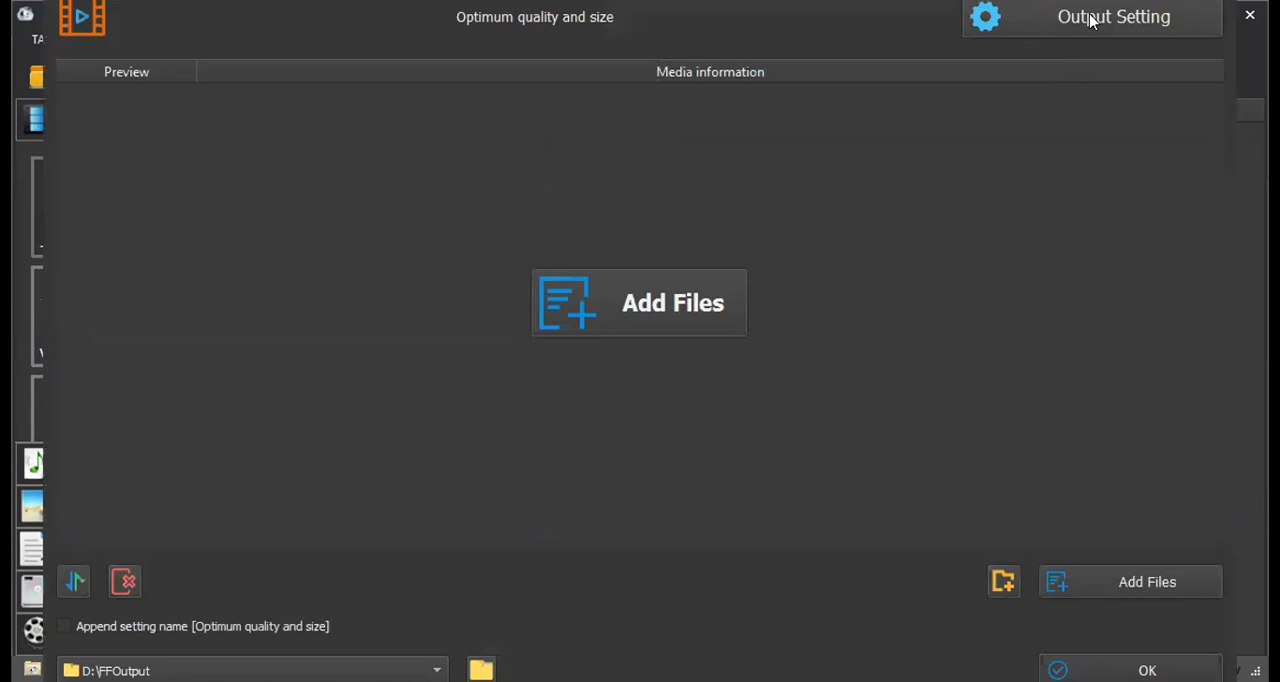 Optimum quality and size
Output Setting
TA
Preview
Media information
Add Files
Add Files
Append setting name [Optimum quality and size]
D:\FFOutput
OK